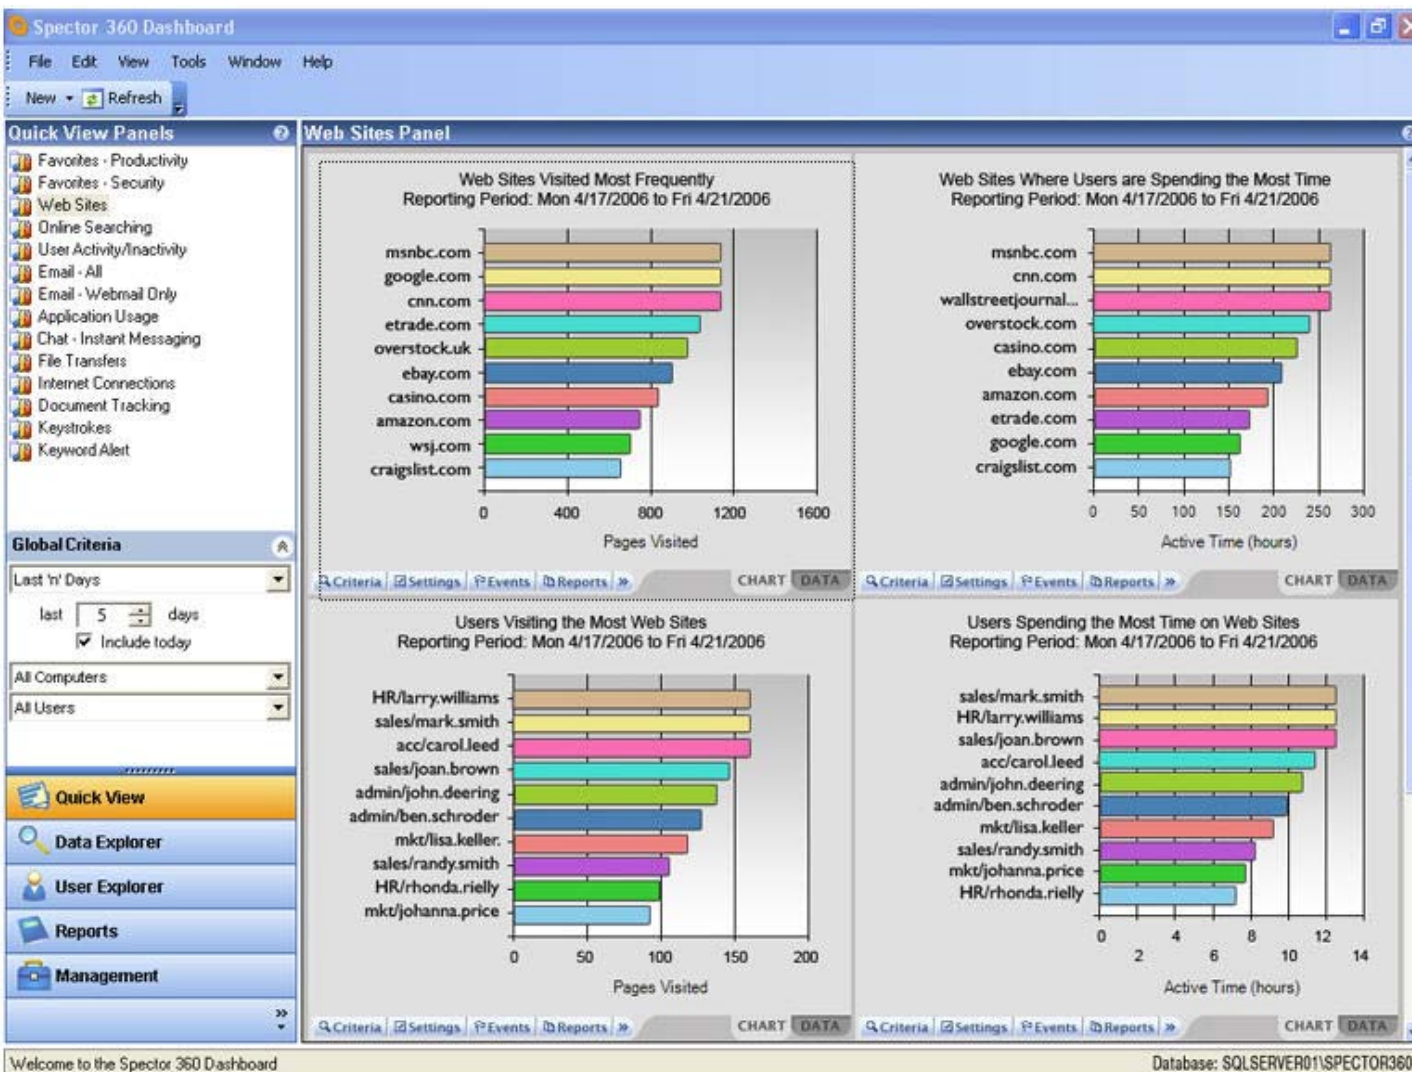 Spector 360 Dashboard
File Edit View Tools Window Help
New Refresh
Quick View Panels
Favorites - Productivity
Favorites - Security
Web Sites
Online Searching
User Activity/Inactivity
Email - All
Email - Webmail Only
Application Usage
Chat - Instant Messaging
File Transfers
Internet Connections
Document Tracking
Keystrokes
Keyword Alert
Global Criteria
Last 'n' Days
last 5 days
Include today
All Computers
All Users
Quick View
Data Explorer
User Explorer
Reports
Management
Web Sites Panel
Web Sites Visited Most Frequently
Reporting Period: Mon 4/17/2006 to Fri 4/21/2006
msnbc.com
google.com
cnn.com
etrade.com
overstock.uk
ebay.com
casino.com
amazon.com
wsj.com
craigslist.com
0 400 800 1200 1600
Pages Visited
Criteria Settings Events Reports » CHART DATA
Web Sites Where Users are Spending the Most Time
Reporting Period: Mon 4/17/2006 to Fri 4/21/2006
msnbc.com
cnn.com
wallstreetjournal...
overstock.com
casino.com
ebay.com
amazon.com
etrade.com
google.com
craigslist.com
0 50 100 150 200 250 300
Active Time (hours)
Criteria Settings Events Reports » CHART DATA
Users Visiting the Most Web Sites
Reporting Period: Mon 4/17/2006 to Fri 4/21/2006
HR/larry.williams
sales/mark.smith
acc/carol.leed
sales/joan.brown
admin/john.deering
admin/ben.schroder
mkt/lisa.keller.
sales/randy.smith
HR/rhonda.rielly
mkt/johanna.price
0 50 100 150 200
Pages Visited
Criteria Settings Events Reports » CHART DATA
Users Spending the Most Time on Web Sites
Reporting Period: Mon 4/17/2006 to Fri 4/21/2006
sales/mark.smith
HR/larry.williams
sales/joan.brown
acc/carol.leed
admin/john.deering
admin/ben.schroder
mkt/lisa.keller
sales/randy.smith
mkt/johanna.price
HR/rhonda.rielly
0 4 8 12
2 6 10 14
Active Time (hours)
Criteria Settings Events Reports » CHART DATA
Welcome to the Spector 360 Dashboard
Database: SQLSERVER01\SPECTOR360